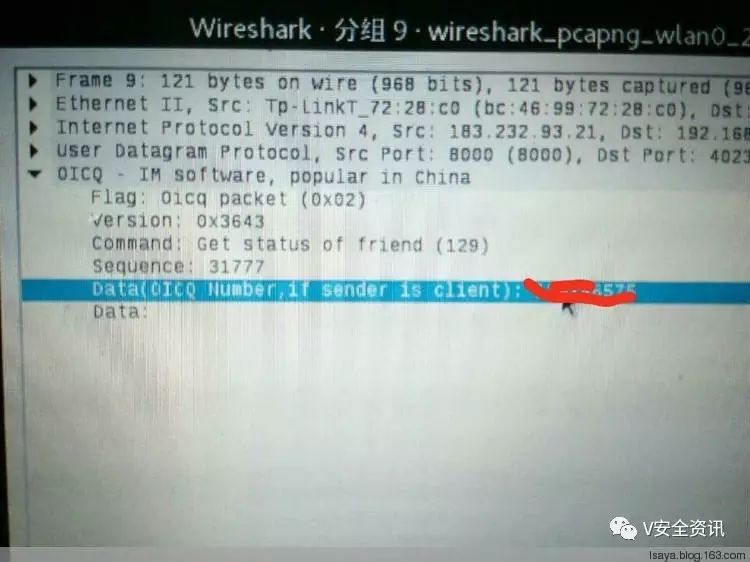 Wireshark · 分组 9 · wireshark_pcapng_wlan0_2
Frame 9: 121 bytes on wire (968 bits), 121 bytes captured (96
Ethernet II, Src: Tp-LinkT_72:28:c0 (bc:46:99:72:28:c0), Dst:
Internet Protocol Version 4, Src: 183.232.93.21, Dst: 192.168
User Datagram Protocol, Src Port: 8000 (8000), Dst Port: 4023
OICQ - IM software, popular in China
Flag: Oicq packet (0x02)
Version: 0x3643
Command: Get status of friend (129)
Sequence: 31777
Data(OICQ Number,if sender is client):
Data:
V安全资讯
lsaya.blog.163.com